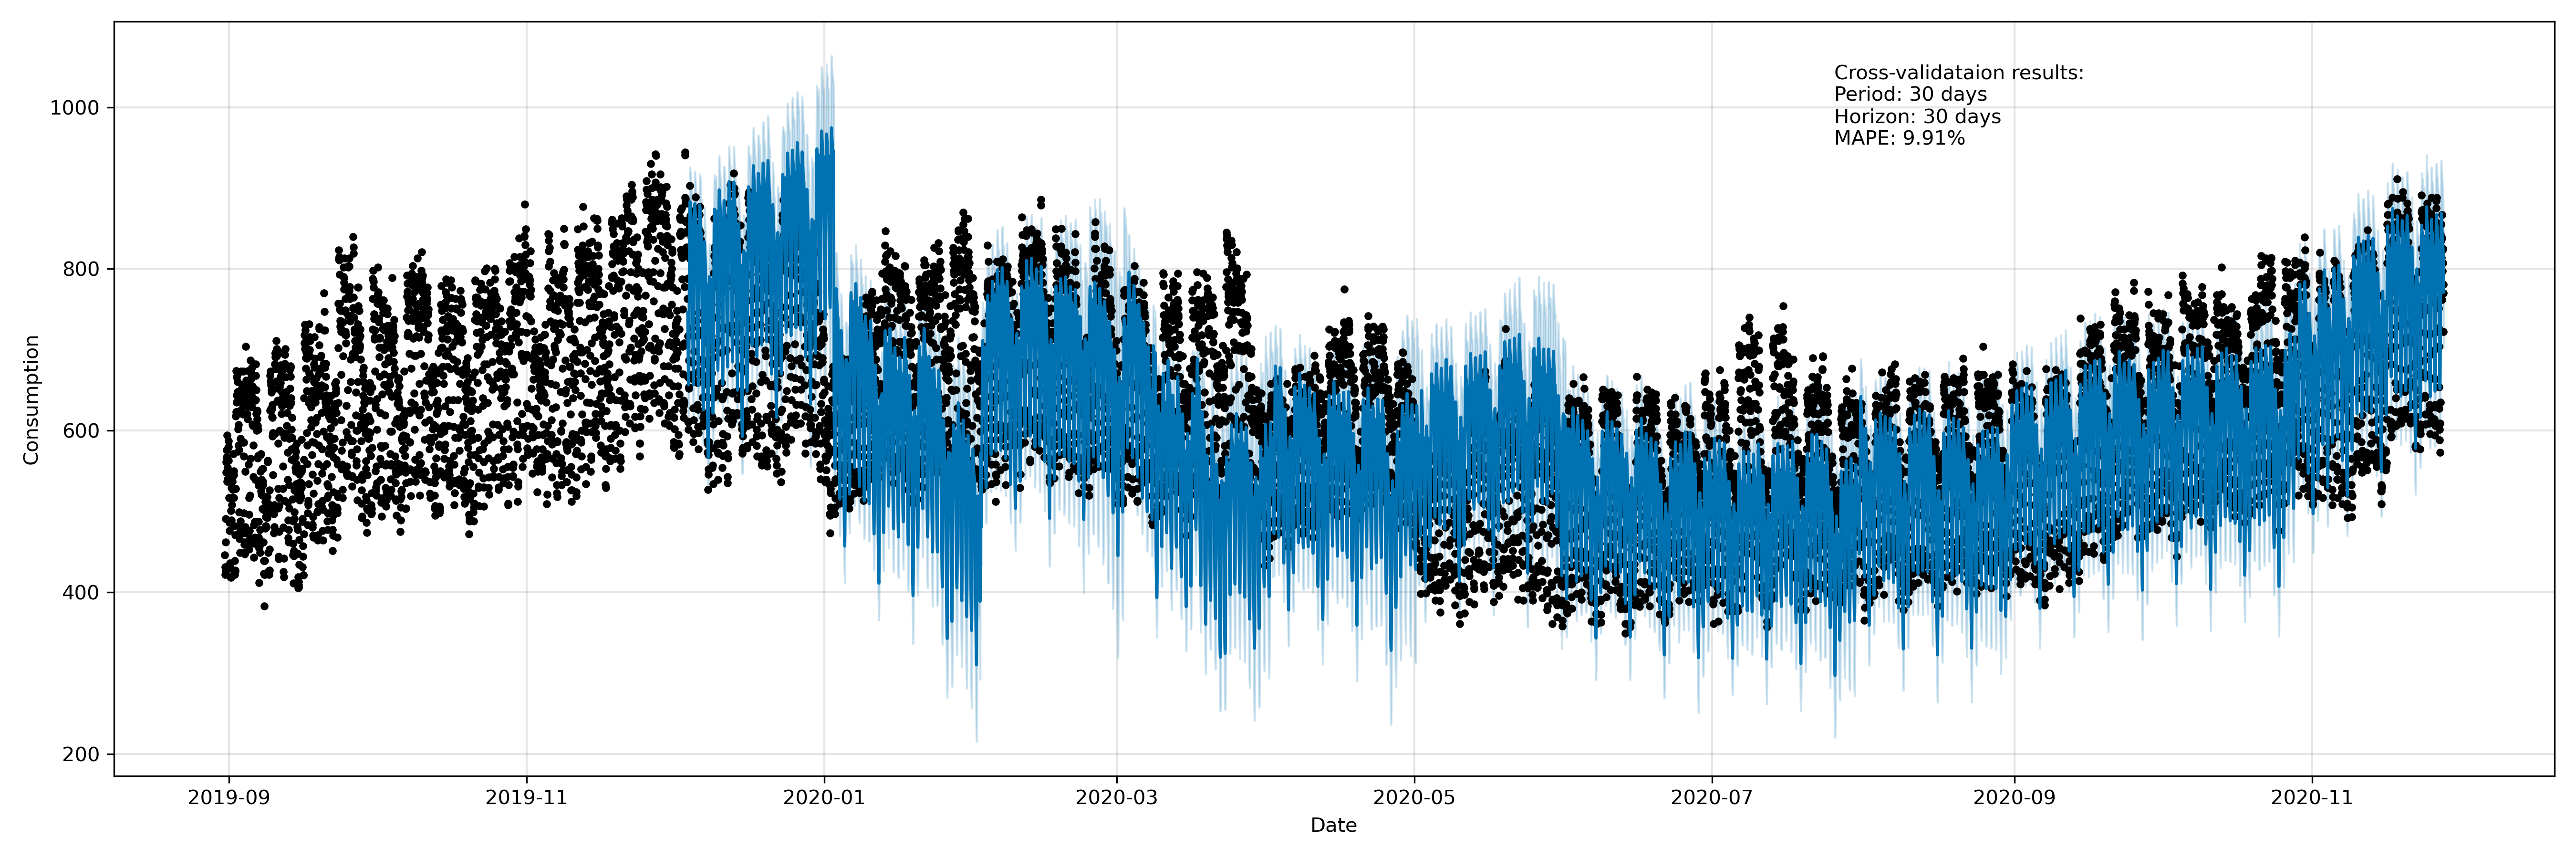 Cross-validataion results:
Period: 30 days
Horizon: 30 days
MAPE: 9.91%
1000
800
600
400
200
Consumption
2019-09 2019-11 2020-01 2020-03 2020-05 2020-07 2020-09 2020-11
Date